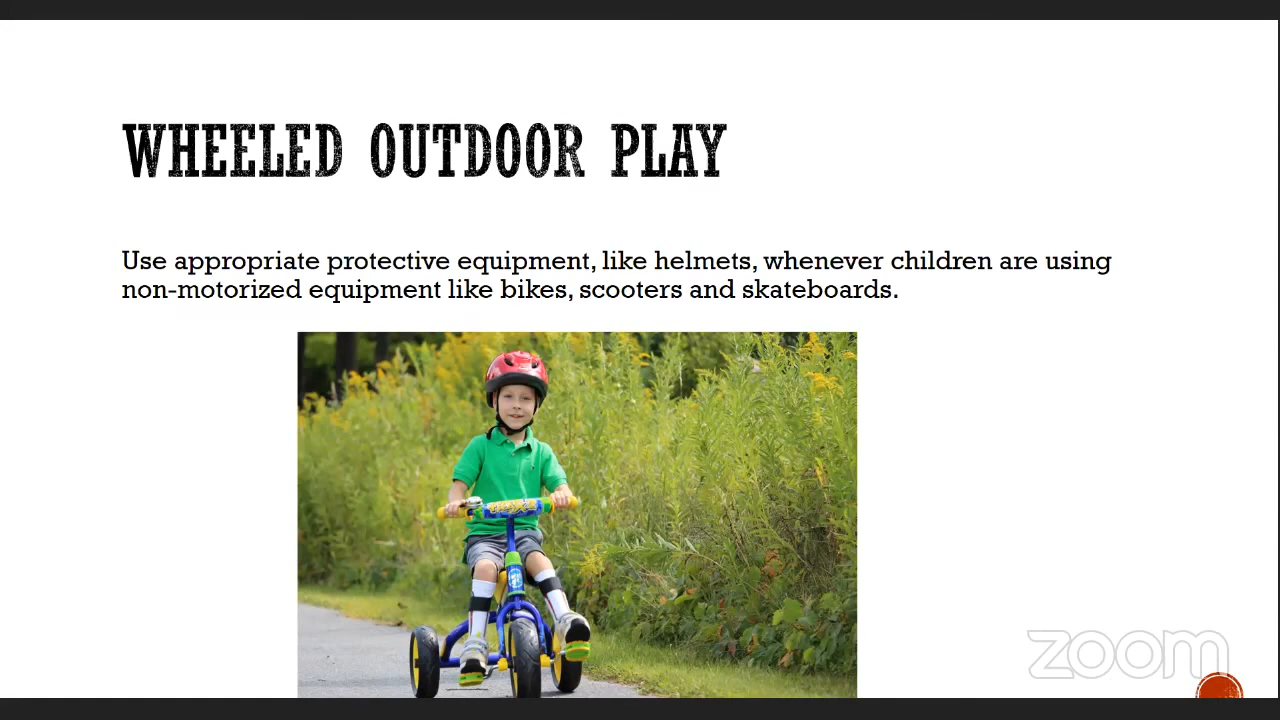 WHEELED OUTDOOR PLAY
Use appropriate protective equipment, like helmets, whenever children are using
non-motorized equipment like bikes, scooters and skateboards.
zoom